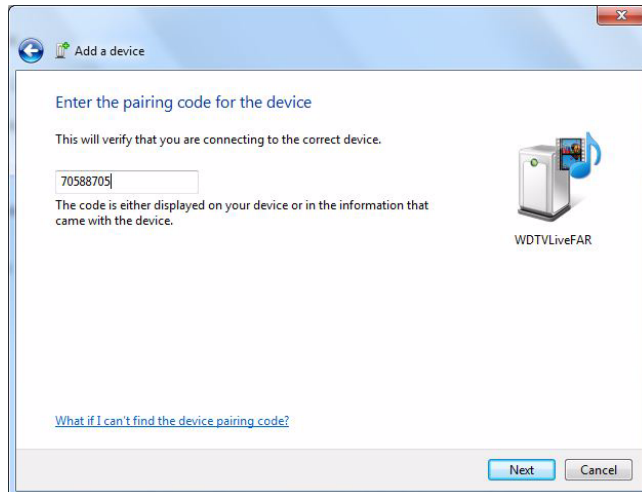 Add a device
Enter the pairing code for the device
This will verify that you are connecting to the correct device.
70588705
The code is either displayed on your device or in the information that
came with the device.
WDTVLiveFAR
What if I can't find the device pairing code?
Next
Cancel